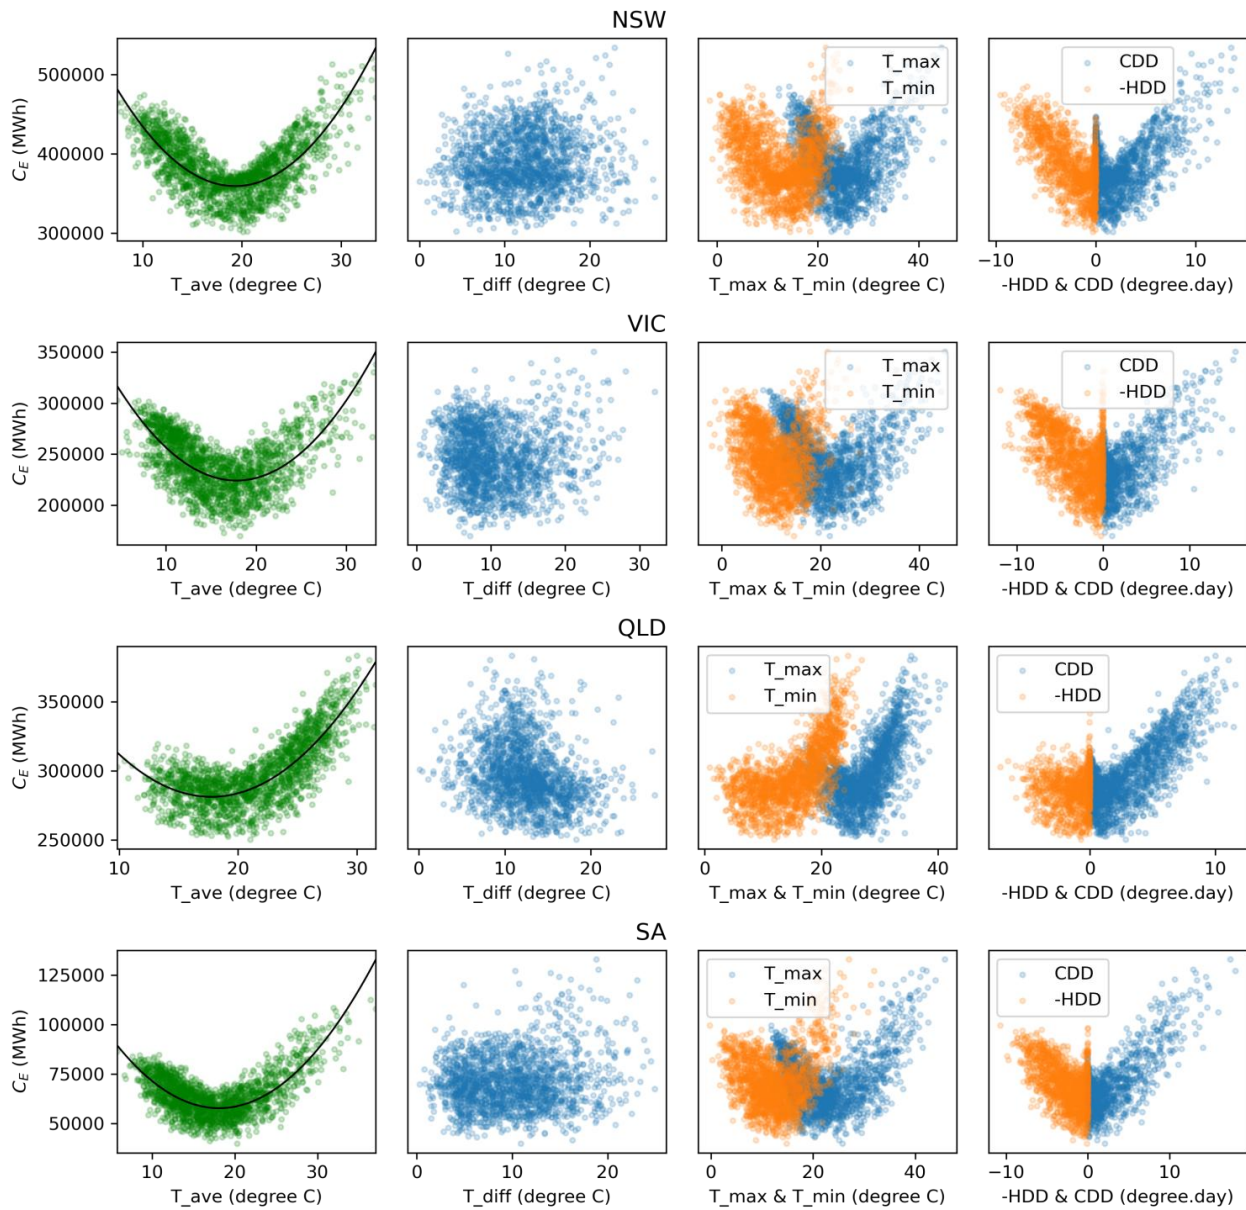 NSW
500000
400000
300000
C_E (MWh)
10 20 30
T_ave (degree C)
0 10 20
T_diff (degree C)
T_max
T_min
0 20 40
T_max & T_min (degree C)
CDD
-HDD
−10 0 10
-HDD & CDD (degree.day)
VIC
350000
300000
250000
200000
C_E (MWh)
10 20 30
T_ave (degree C)
0 10 20 30
T_diff (degree C)
T_max
T_min
0 20 40
T_max & T_min (degree C)
CDD
-HDD
−10 0 10
-HDD & CDD (degree.day)
QLD
350000
300000
250000
C_E (MWh)
10 20 30
T_ave (degree C)
0 10 20
T_diff (degree C)
T_max
T_min
0 20 40
T_max & T_min (degree C)
CDD
-HDD
0 10
-HDD & CDD (degree.day)
SA
125000
100000
75000
50000
C_E (MWh)
10 20 30
T_ave (degree C)
0 10 20
T_diff (degree C)
T_max
T_min
0 20 40
T_max & T_min (degree C)
CDD
-HDD
−10 0 10
-HDD & CDD (degree.day)